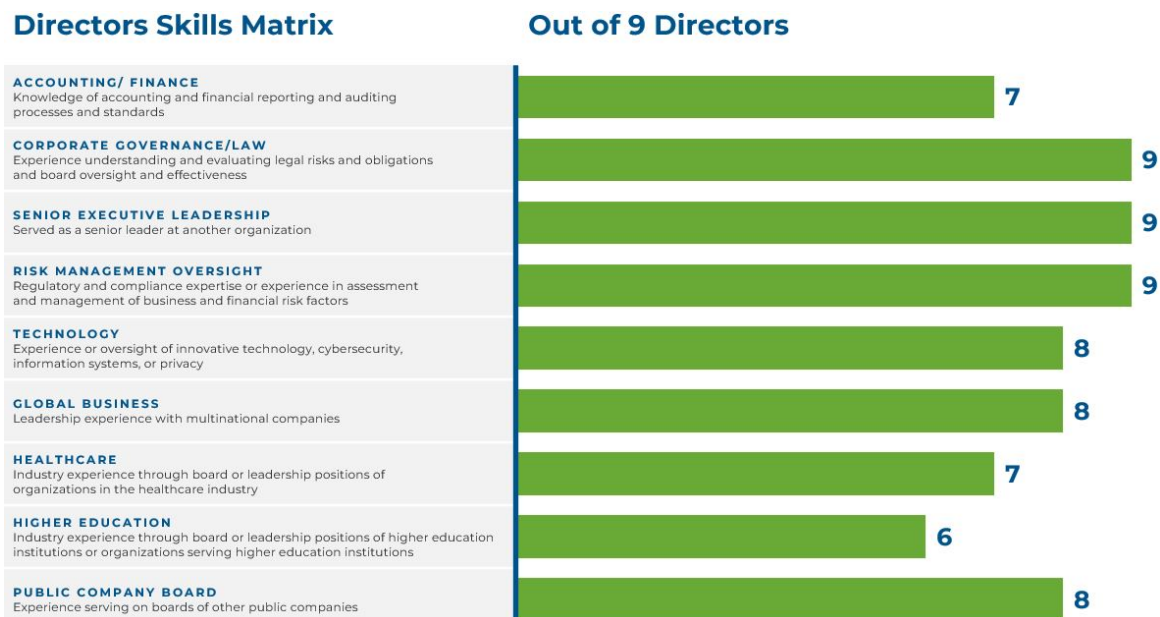 Directors Skills Matrix
Out of 9 Directors
ACCOUNTING/ FINANCE
Knowledge of accounting and financial reporting and auditing
processes and standards
7
CORPORATE GOVERNANCE/LAW
Experience understanding and evaluating legal risks and obligations
and board oversight and effectiveness
9
SENIOR EXECUTIVE LEADERSHIP
Served as a senior leader at another organization
9
RISK MANAGEMENT OVERSIGHT
Regulatory and compliance expertise or experience in assessment
and management of business and financial risk factors
9
TECHNOLOGY
Experience or oversight of innovative technology, cybersecurity,
information systems, or privacy
8
GLOBAL BUSINESS
Leadership experience with multinational companies
8
HEALTHCARE
Industry experience through board or leadership positions of
organizations in the healthcare industry
7
HIGHER EDUCATION
Industry experience through board or leadership positions of higher education
institutions or organizations serving higher education institutions
6
PUBLIC COMPANY BOARD
Experience serving on boards of other public companies
8